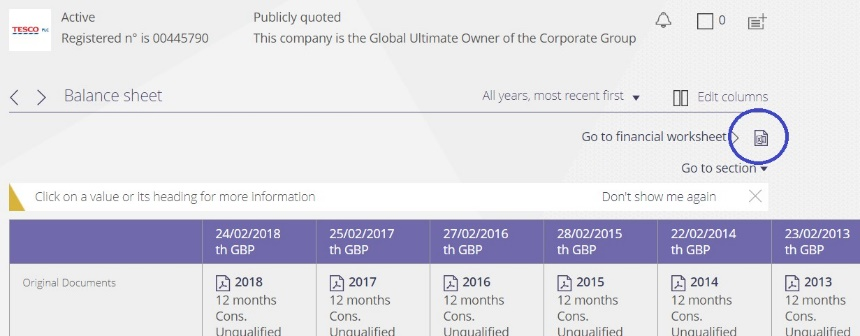 TESCO PLC
Active
Publicly quoted
Registered n° is 00445790
This company is the Global Ultimate Owner of the Corporate Group
0
Balance sheet
All years, most recent first
Edit columns
Go to financial worksheet
Go to section
Click on a value or its heading for more information
Don't show me again
24/02/2018 25/02/2017 27/02/2016 28/02/2015 22/02/2014 23/02/2013
th GBP th GBP th GBP th GBP th GBP th GBP
Original Documents 2018 2017 2016 2015 2014 2013
12 months 12 months 12 months 12 months 12 months 12 months
Cons. Cons. Cons. Cons. Cons. Cons.
Unqualified Unqualified Unqualified Unqualified Unqualified Unqualified